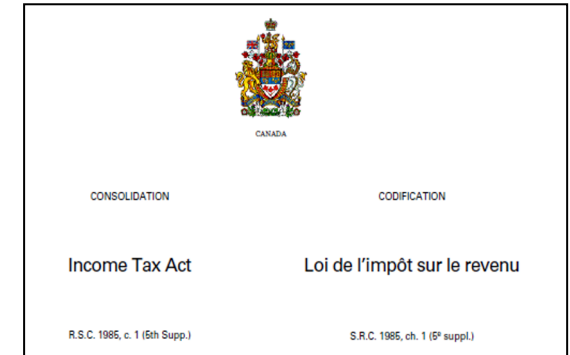 CANADA
CONSOLIDATION
CODIFICATION
Income Tax Act
Loi de l'impôt sur le revenu
R.S.C. 1985, c. 1 (5th Supp.)
S.R.C. 1985, ch. 1 (5e suppl.)